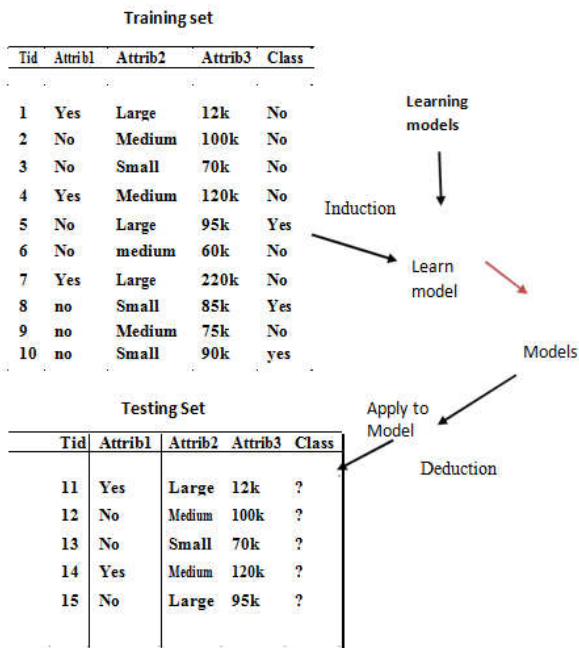 Training set
Tid Attrib1 Attrib2 Attrib3 Class
1 Yes Large 12k No
2 No Medium 100k No
3 No Small 70k No
4 Yes Medium 120k No
5 No Large 95k Yes
6 No medium 60k No
7 Yes Large 220k No
8 no Small 85k Yes
9 no Medium 75k No
10 no Small 90k yes
Learning
models
Induction
Learn
model
Models
Apply to
Model
Deduction
Testing Set
Tid Attrib1 Attrib2 Attrib3 Class
11 Yes Large 12k ?
12 No Medium 100k ?
13 No Small 70k ?
14 Yes Medium 120k ?
15 No Large 95k ?